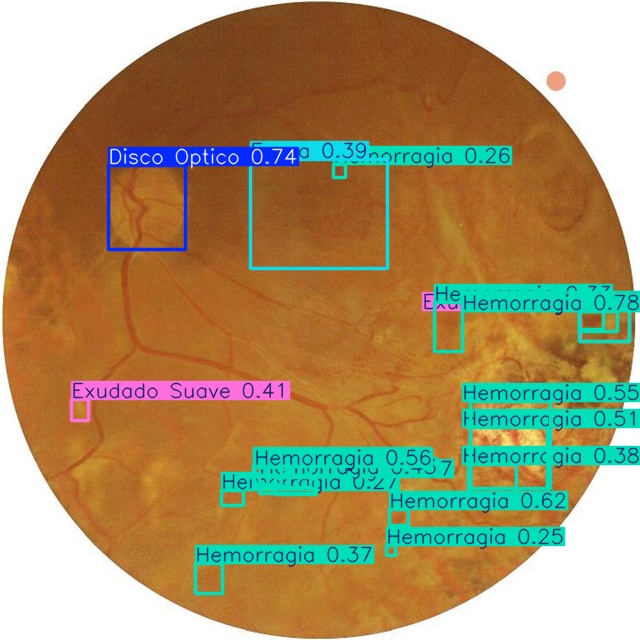 Disco Optico 0.74
0.39
Hemorragia 0.26
Hemorragia 0.78
Exudado Suave 0.41
Hemorragia 0.55
Hemorragia 0.51
Hemorragia 0.56
Hemorragia 0.38
Hemorragia 0.27
Hemorragia 0.62
Hemorragia 0.25
Hemorragia 0.37